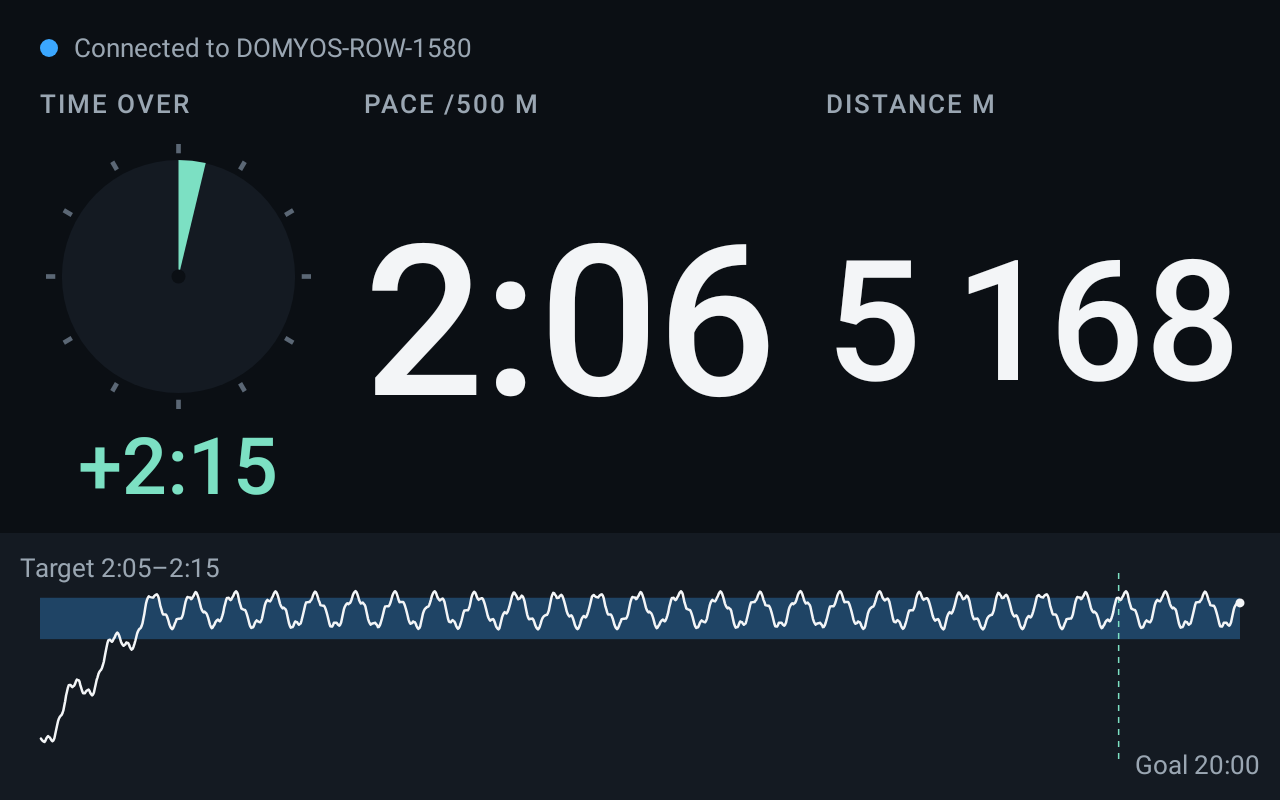 Connected to DOMYOS-ROW-1580
TIME OVER
PACE /500 M
DISTANCE M
2:06
5 168
+2:15
Target 2:05–2:15
Goal 20:00